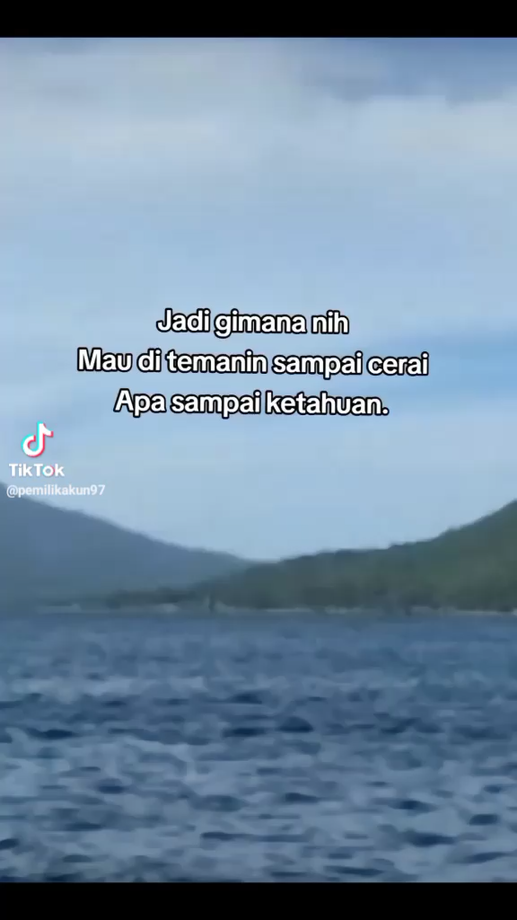 Jadi gimana nih
Mau di temanin sampai cerai
Apa sampai ketahuan.
TikTok
@pemilikakun97